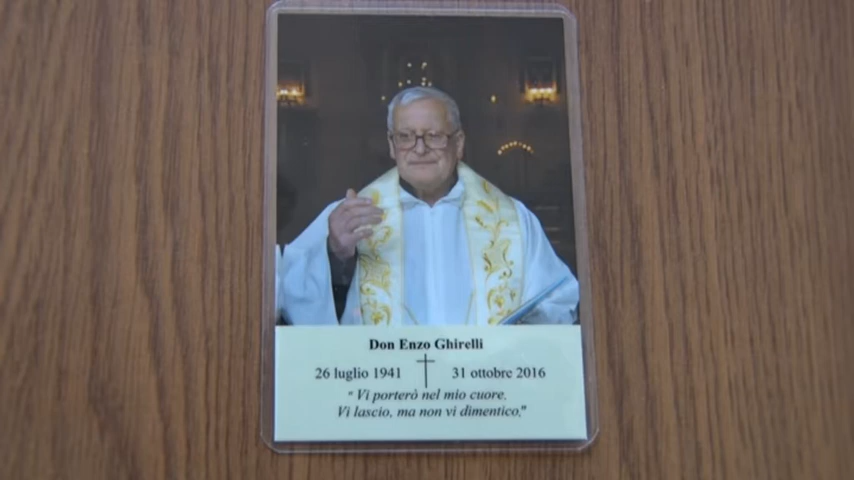 Don Enzo Ghirelli
26 luglio 1941 31 ottobre 2016
" Vi porterò nel mio cuore.
Vi lascio, ma non vi dimentico."